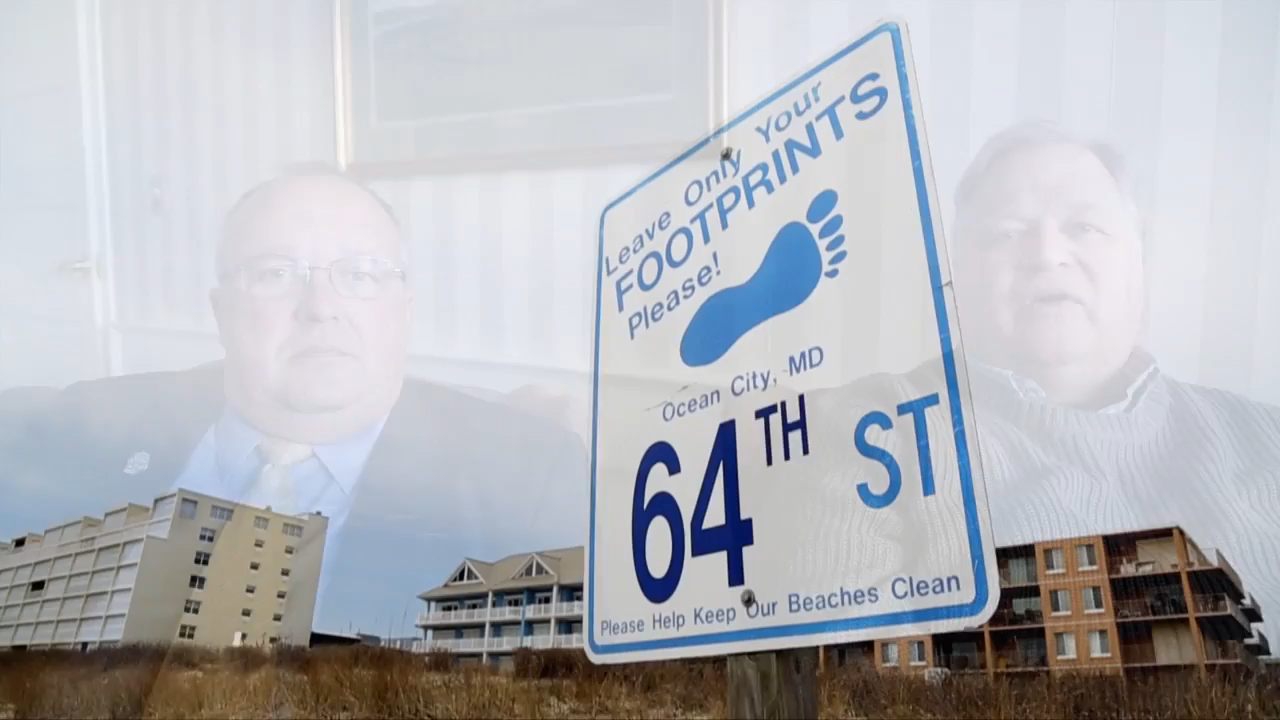 Leave Only Your
FOOTPRINTS
Please!
Ocean City, MD
64TH ST
Please Help Keep Our Beaches Clean